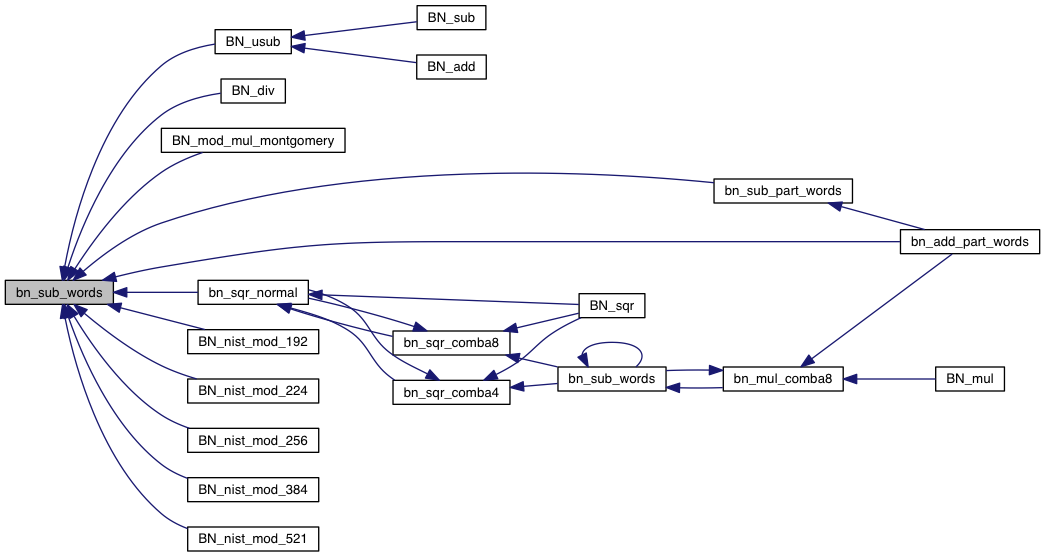 BN_sub
BN_usub
BN_add
BN_div
BN_mod_mul_montgomery
bn_sub_part_words
bn_add_part_words
bn_sub_words
bn_sqr_normal
BN_sqr
BN_nist_mod_192
bn_sqr_comba8
bn_sub_words
bn_mul_comba8
BN_mul
BN_nist_mod_224
bn_sqr_comba4
BN_nist_mod_256
BN_nist_mod_384
BN_nist_mod_521